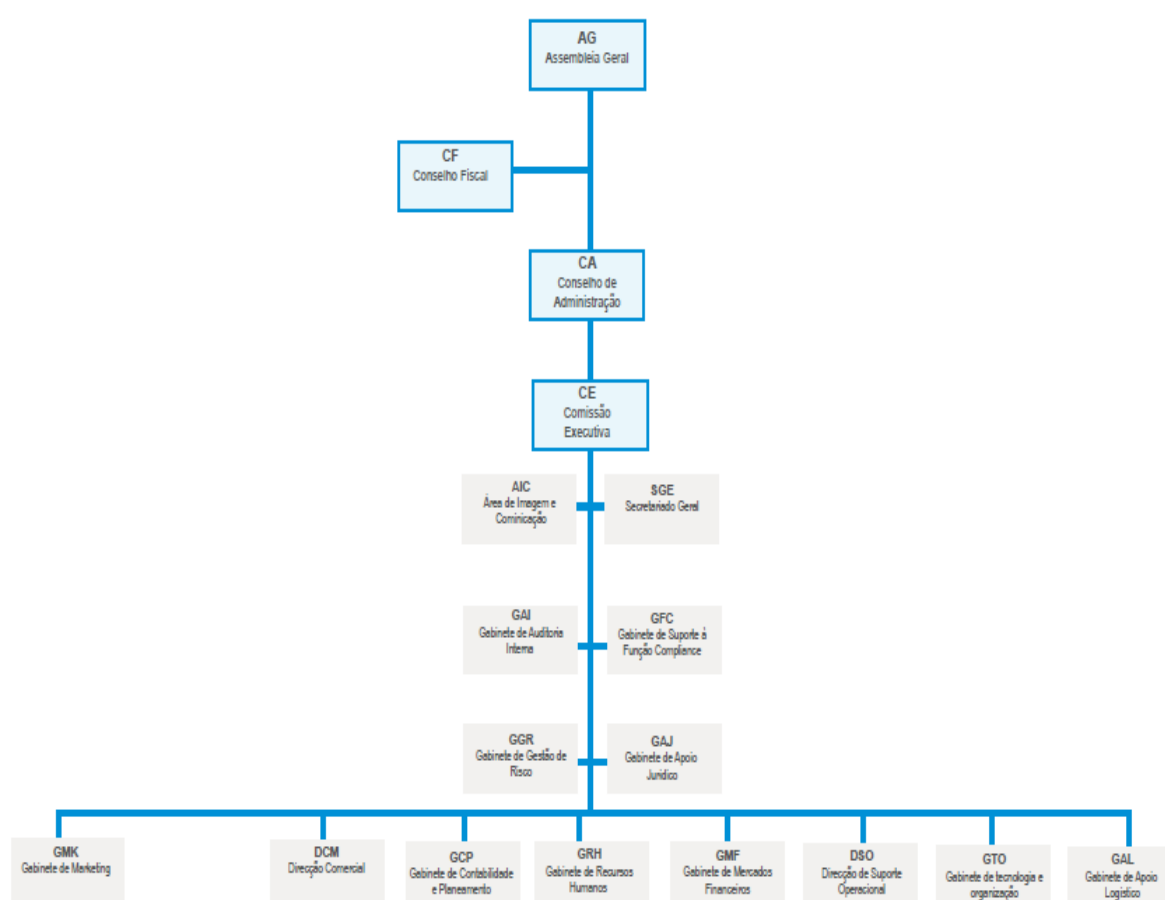 AG
Assembleia Geral
CF
Conselho Fiscal
CA
Conselho de
Administração
CE
Comissão
Executiva
AIC
Área de Imagem e
Cominicação
SGE
Secretariado Geral
GAI
Gabinete de Auditoria
Interna
GFC
Gabinete de Suporte à
Função Compliance
GGR
Gabinete de Gestão de
Risco
GAJ
Gabinete de Apoio
Jurídico
GMK
Gabinete de Marketing
DCM
Direcção Comercial
GCP
Gabinete de Contabilidade
e Planeamento
GRH
Gabinete de Recursos
Humanos
GMF
Gabinete de Mercados
Financeiros
DSO
Direcção de Suporte
Operacional
GTO
Gabinete de tecnologia e
organização
GAL
Gabinete de Apoio
Logístico